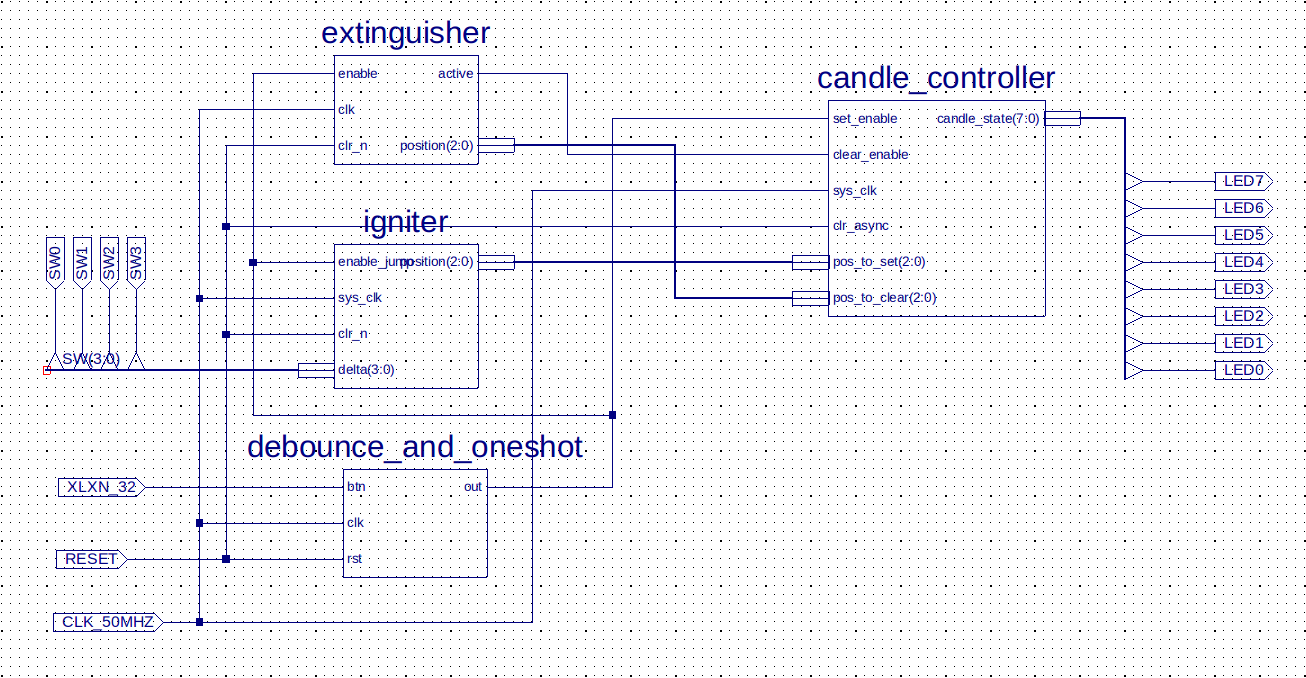 extinguisher
enable
active
clk
clr_n
position(2:0)
candle_controller
set_enable
candle_state(7:0)
clear_enable
sys_clk
clr_async
pos_to_set(2:0)
pos_to_clear(2:0)
LED7
LED6
LED5
LED4
LED3
LED2
LED1
LED0
igniter
enable_jump
position(2:0)
sys_clk
clr_n
delta(3:0)
SW0
SW1
SW2
SW3
SW(3:0)
debounce_and_oneshot
btn
out
clk
rst
XLXN_32
RESET
CLK_50MHZ